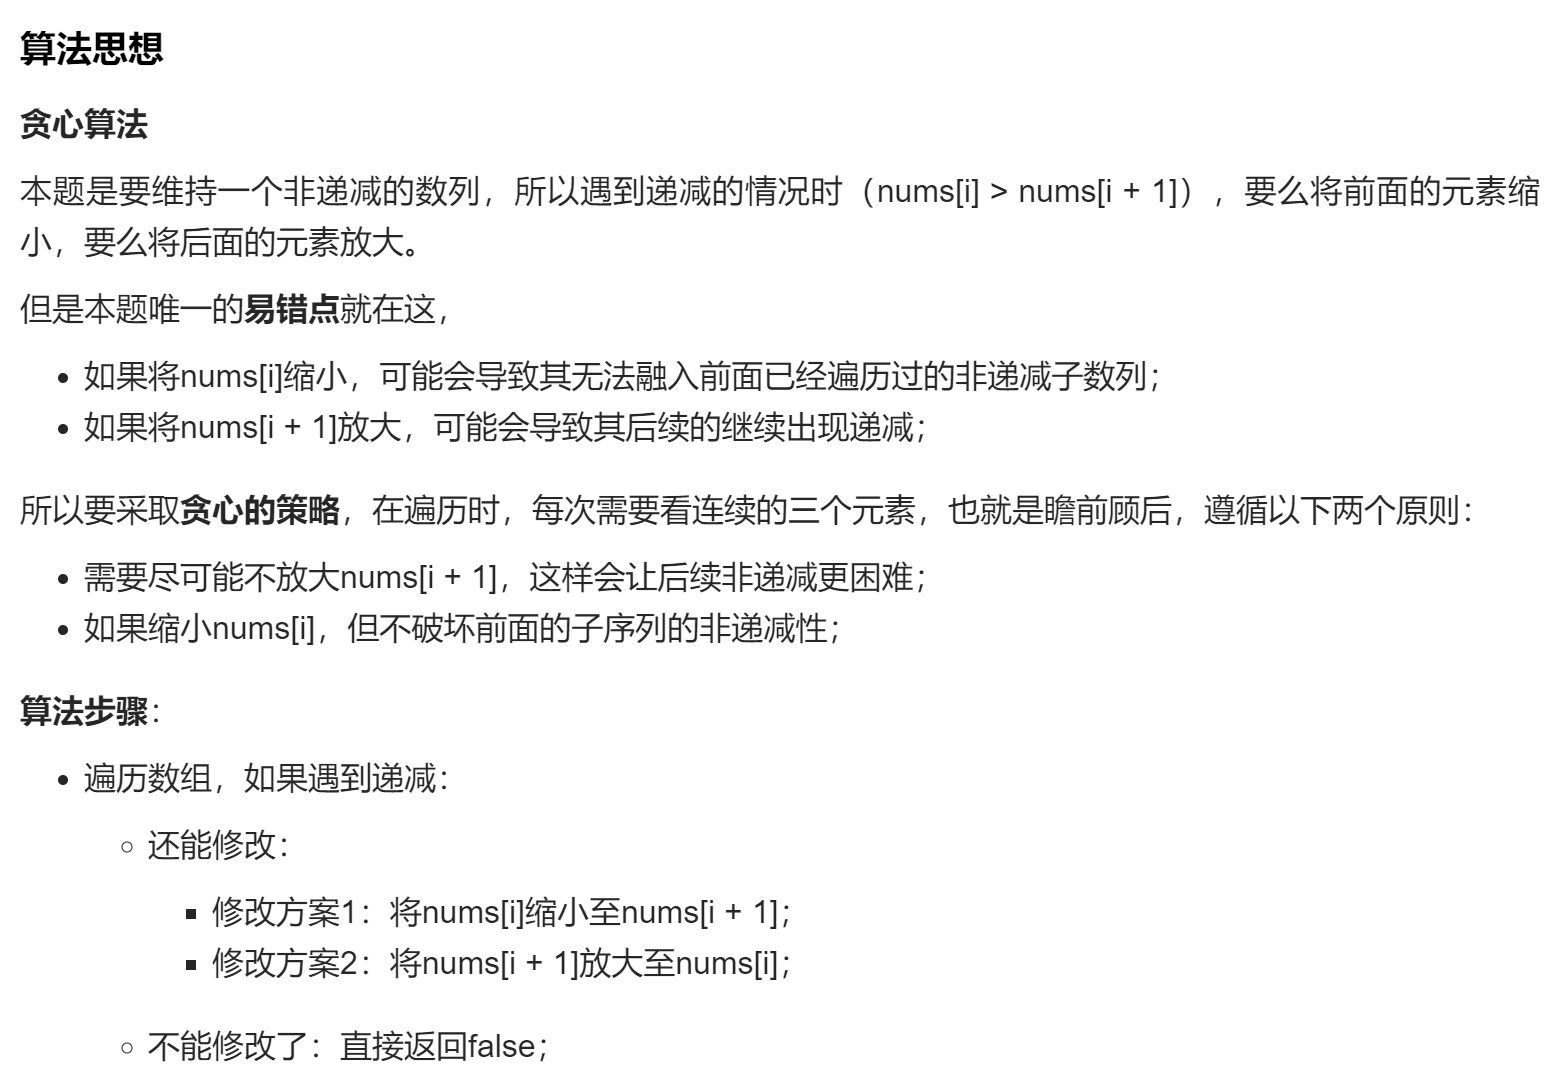 算法思想
贪心算法
本题是要维持一个非递减的数列，所以遇到递减的情况时（nums[i] > nums[i + 1]），要么将前面的元素缩
小，要么将后面的元素放大。
但是本题唯一的易错点就在这，
如果将nums[i]缩小，可能会导致其无法融入前面已经遍历过的非递减子数列；
如果将nums[i + 1]放大，可能会导致其后续的继续出现递减；
所以要采取贪心的策略，在遍历时，每次需要看连续的三个元素，也就是瞻前顾后，遵循以下两个原则：
需要尽可能不放大nums[i + 1]，这样会让后续非递减更困难；
如果缩小nums[i]，但不破坏前面的子序列的非递减性；
算法步骤：
遍历数组，如果遇到递减：
还能修改：
修改方案1：将nums[i]缩小至nums[i + 1]；
修改方案2：将nums[i + 1]放大至nums[i]；
不能修改了：直接返回false；